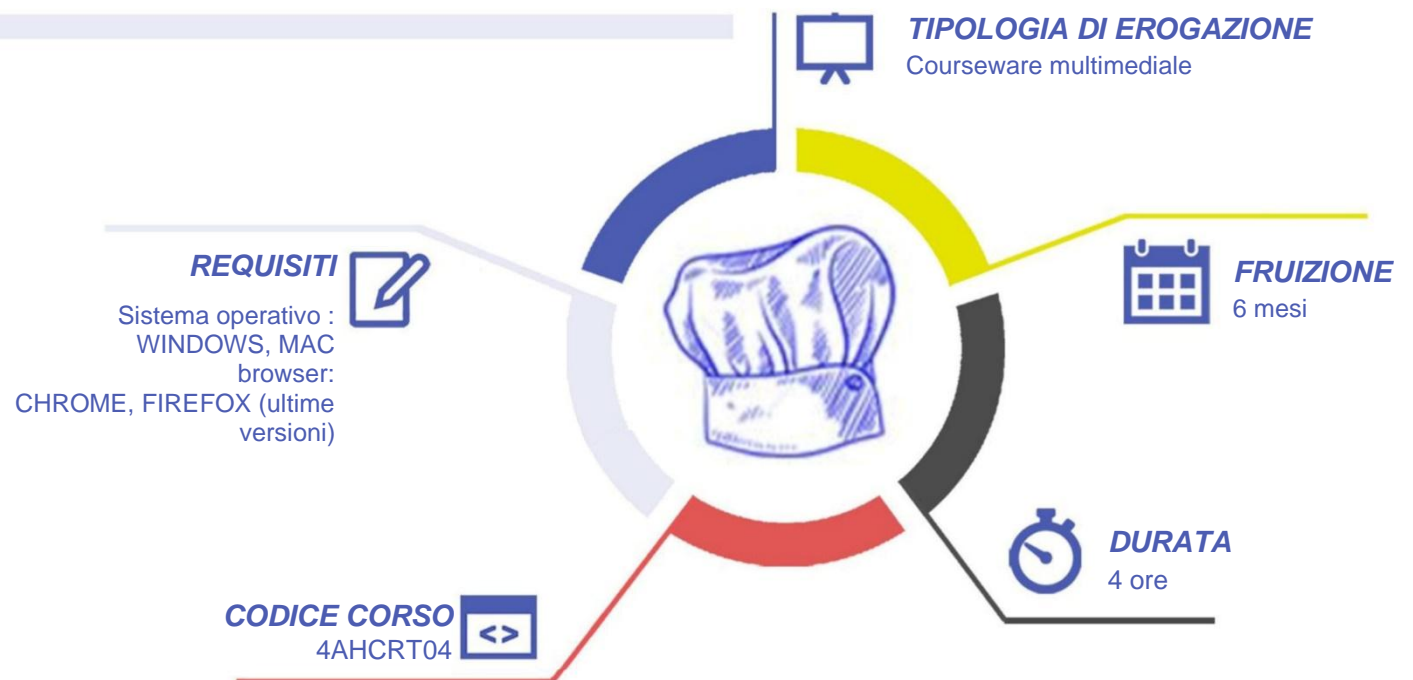 TIPOLOGIA DI EROGAZIONE
Courseware multimediale
REQUISITI
Sistema operativo :
WINDOWS, MAC
browser:
CHROME, FIREFOX (ultime
versioni)
FRUIZIONE
6 mesi
DURATA
4 ore
CODICE CORSO
4AHCRT04
<>